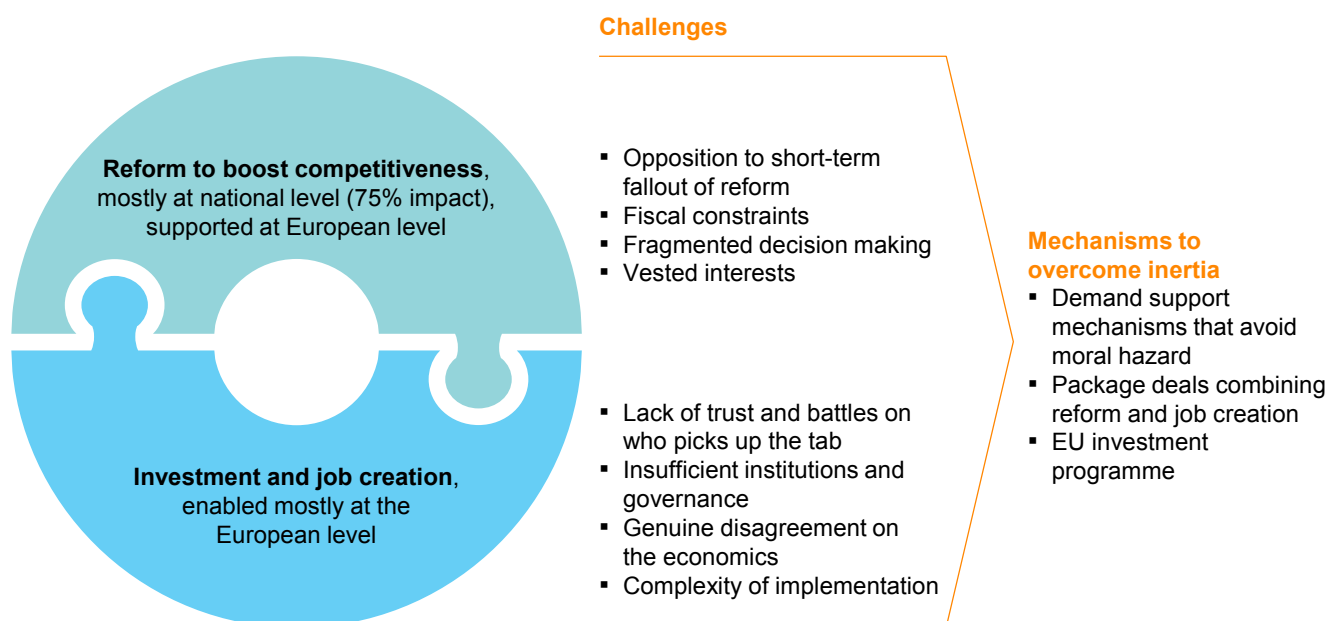 Challenges
Reform to boost competitiveness,
mostly at national level (75% impact),
supported at European level
▪ Opposition to short-term
fallout of reform
▪ Fiscal constraints
▪ Fragmented decision making
▪ Vested interests
Investment and job creation,
enabled mostly at the
European level
▪ Lack of trust and battles on
who picks up the tab
▪ Insufficient institutions and
governance
▪ Genuine disagreement on
the economics
▪ Complexity of implementation
Mechanisms to
overcome inertia
▪ Demand support
mechanisms that avoid
moral hazard
▪ Package deals combining
reform and job creation
▪ EU investment
programme